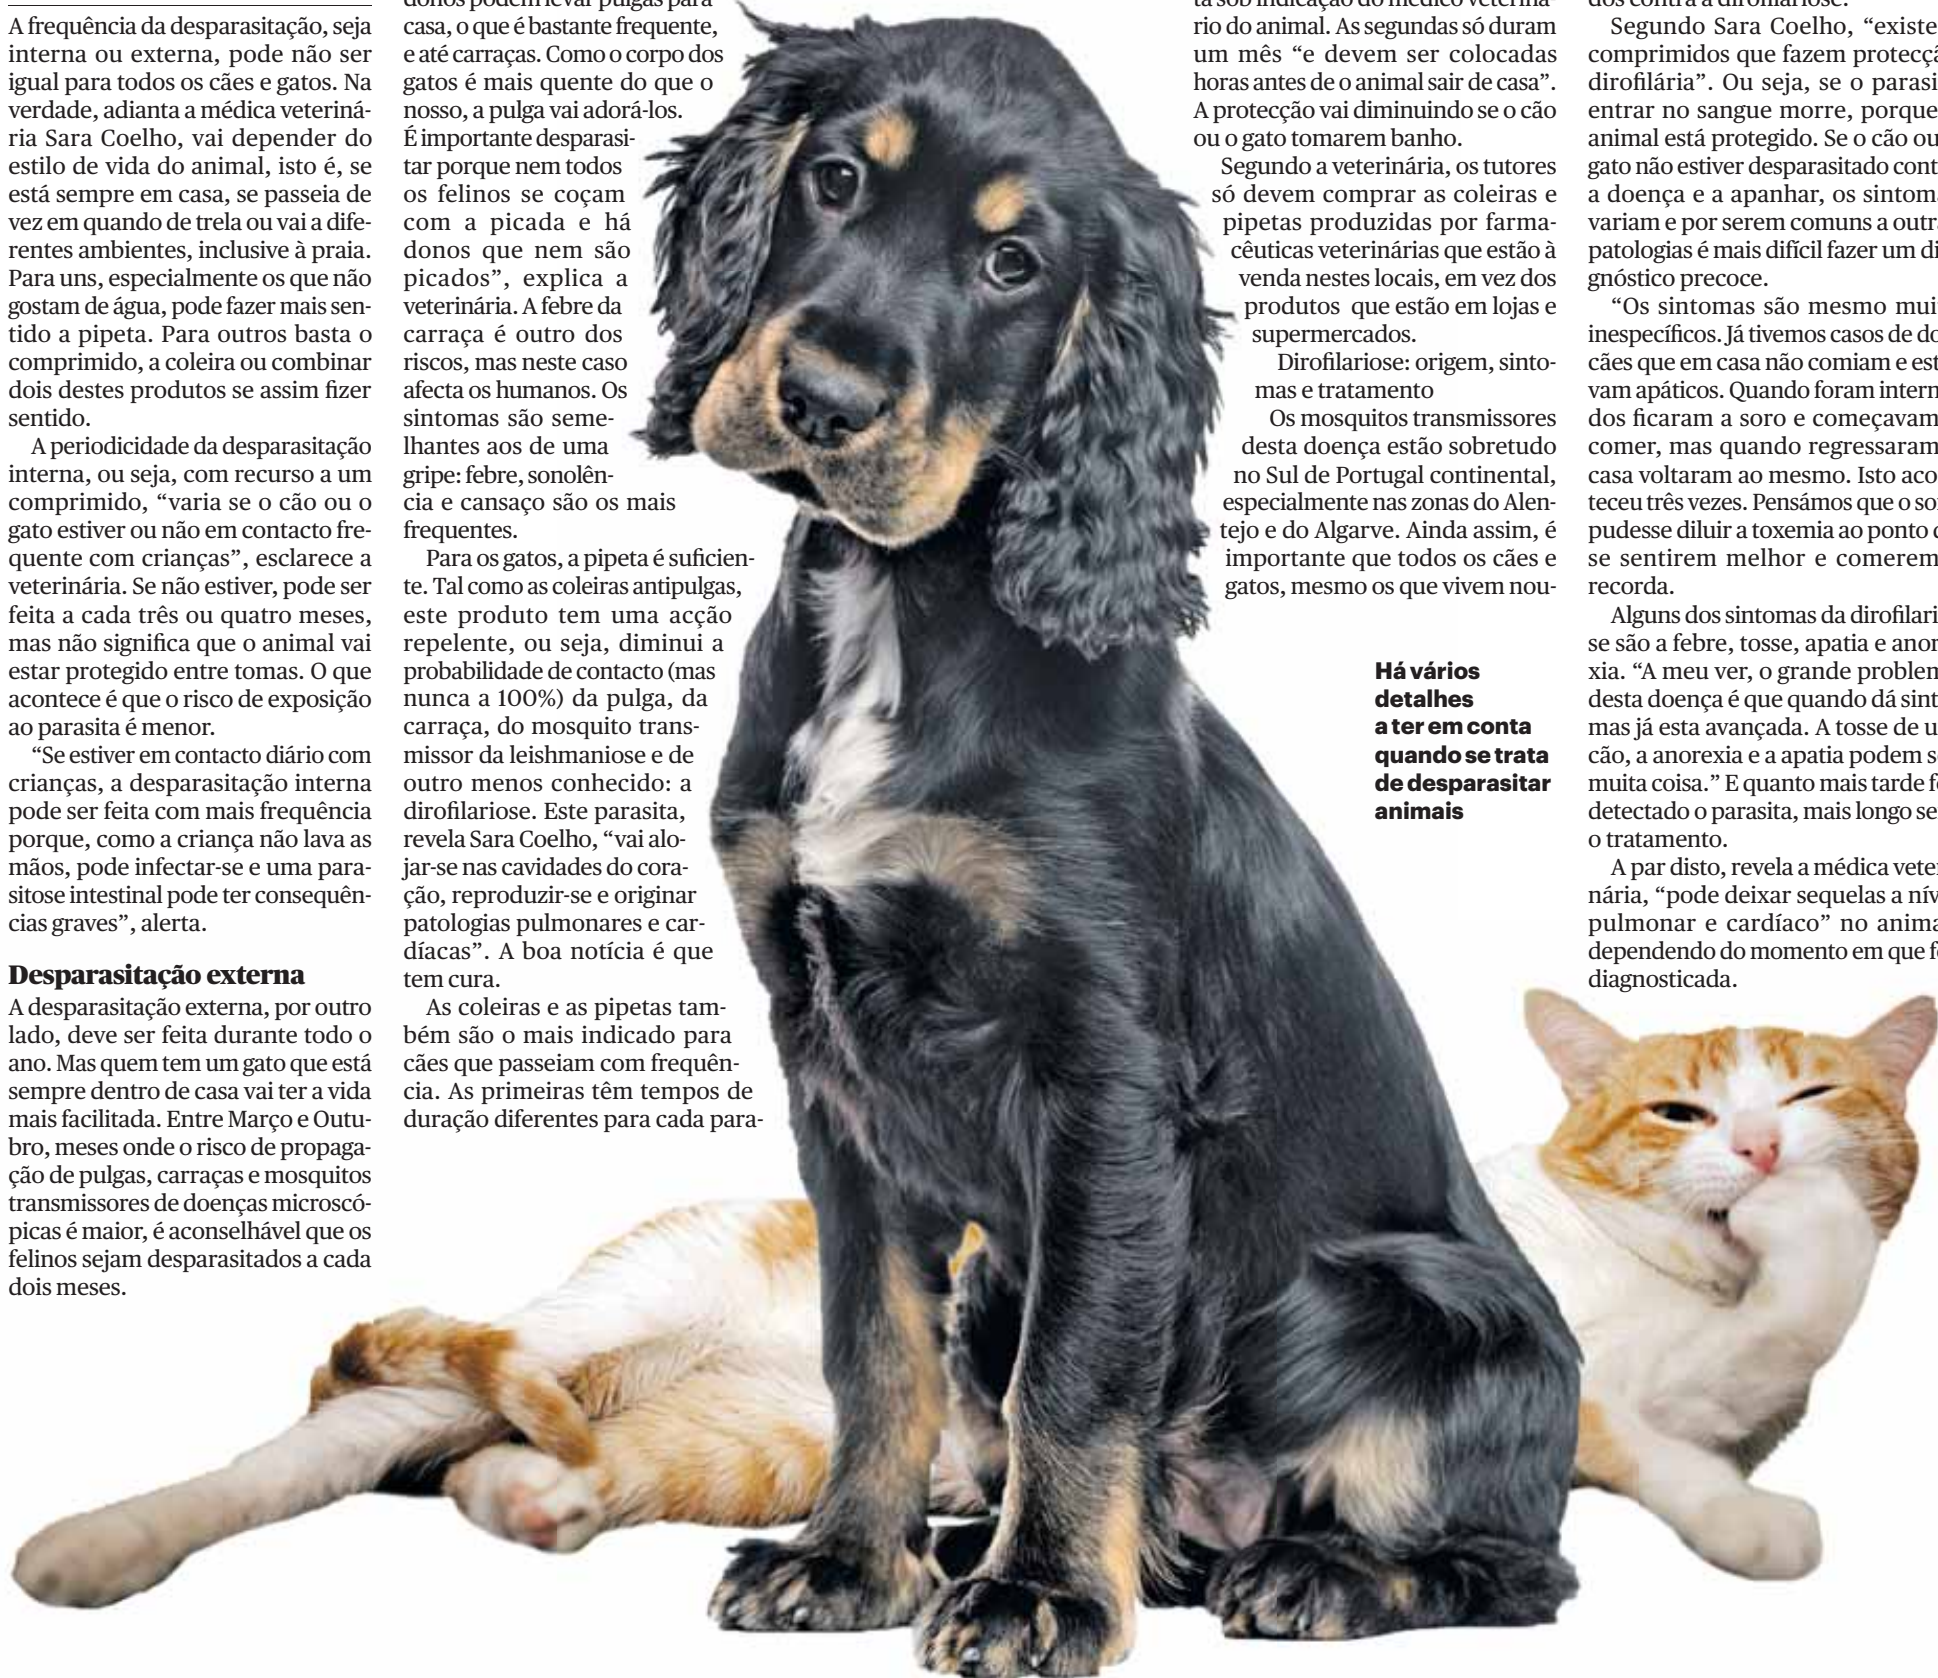 A frequência da desparasitação, seja
interna ou externa, pode não ser
igual para todos os cães e gatos. Na
verdade, adianta a médica veteriná-
ria Sara Coelho, vai depender do
estilo de vida do animal, isto é, se
está sempre em casa, se passeia de
vez em quando de trela ou vai a dife-
rentes ambientes, inclusive à praia.
Para uns, especialmente os que não
gostam de água, pode fazer mais sen-
tido a pipeta. Para outros basta o
comprimido, a coleira ou combinar
dois destes produtos se assim fizer
sentido.
A periodicidade da desparasitação
interna, ou seja, com recurso a um
comprimido, “varia se o cão ou o
gato estiver ou não em contacto fre-
quente com crianças”, esclarece a
veterinária. Se não estiver, pode ser
feita a cada três ou quatro meses,
mas não significa que o animal vai
estar protegido entre tomas. O que
acontece é que o risco de exposição
ao parasita é menor.
“Se estiver em contacto diário com
crianças, a desparasitação interna
pode ser feita com mais frequência
porque, como a criança não lava as
mãos, pode infectar-se e uma para-
sitose intestinal pode ter consequên-
cias graves”, alerta.
Desparasitação externa
A desparasitação externa, por outro
lado, deve ser feita durante todo o
ano. Mas quem tem um gato que está
sempre dentro de casa vai ter a vida
mais facilitada. Entre Março e Outu-
bro, meses onde o risco de propaga-
ção de pulgas, carraças e mosquitos
transmissores de doenças microscó-
picas é maior, é aconselhável que os
felinos sejam desparasitados a cada
dois meses.
donos podem levar pulgas para
casa, o que é bastante frequente,
e até carraças. Como o corpo dos
gatos é mais quente do que o
nosso, a pulga vai adorá-los.
É importante desparasi-
tar porque nem todos
os felinos se coçam
com a picada e há
donos que nem são
picados”, explica a
veterinária. A febre da
carraça é outro dos
riscos, mas neste caso
afecta os humanos. Os
sintomas são seme-
lhantes aos de uma
gripe: febre, sonolên-
cia e cansaço são os mais
frequentes.
Para os gatos, a pipeta é suficien-
te. Tal como as coleiras antipulgas,
este produto tem uma acção
repelente, ou seja, diminui a
probabilidade de contacto (mas
nunca a 100%) da pulga, da
carraça, do mosquito trans-
missor da leishmaniose e de
outro menos conhecido: a
dirofilariose. Este parasita,
revela Sara Coelho, “vai alo-
jar-se nas cavidades do cora-
ção, reproduzir-se e originar
patologias pulmonares e car-
díacas”. A boa notícia é que
tem cura.
As coleiras e as pipetas tam-
bém são o mais indicado para
cães que passeiam com frequên-
cia. As primeiras têm tempos de
duração diferentes para cada para-
ta sob indicação do médico veteriná-
rio do animal. As segundas só duram
um mês “e devem ser colocadas
horas antes de o animal sair de casa”.
A protecção vai diminuindo se o cão
ou o gato tomarem banho.
Segundo a veterinária, os tutores
só devem comprar as coleiras e
pipetas produzidas por farma-
cêuticas veterinárias que estão à
venda nestes locais, em vez dos
produtos que estão em lojas e
supermercados.
Dirofilariose: origem, sinto-
mas e tratamento
Os mosquitos transmissores
desta doença estão sobretudo
no Sul de Portugal continental,
especialmente nas zonas do Alen-
tejo e do Algarve. Ainda assim, é
importante que todos os cães e
gatos, mesmo os que vivem nou-
Há vários
detalhes
a ter em conta
quando se trata
de desparasitar
animais
dos contra a dirofilariose.
Segundo Sara Coelho, “existe
comprimidos que fazem protecçã
dirofilária”. Ou seja, se o parasi
entrar no sangue morre, porque
animal está protegido. Se o cão ou
gato não estiver desparasitado cont
a doença e a apanhar, os sintoma
variam e por serem comuns a outra
patologias é mais difícil fazer um di
gnóstico precoce.
“Os sintomas são mesmo mui
inespecíficos. Já tivemos casos de do
cães que em casa não comiam e est
vam apáticos. Quando foram intern
dos ficaram a soro e começavam
comer, mas quando regressaram
casa voltaram ao mesmo. Isto aco
teceu três vezes. Pensámos que o so
pudesse diluir a toxemia ao ponto d
se sentirem melhor e comerem
recorda.
Alguns dos sintomas da dirofilari
se são a febre, tosse, apatia e anor
xia. “A meu ver, o grande problem
desta doença é que quando dá sint
mas já esta avançada. A tosse de u
cão, a anorexia e a apatia podem s
muita coisa.” E quanto mais tarde f
detectado o parasita, mais longo se
o tratamento.
A par disto, revela a médica vete
nária, “pode deixar sequelas a nív
pulmonar e cardíaco” no anima
dependendo do momento em que f
diagnosticada.